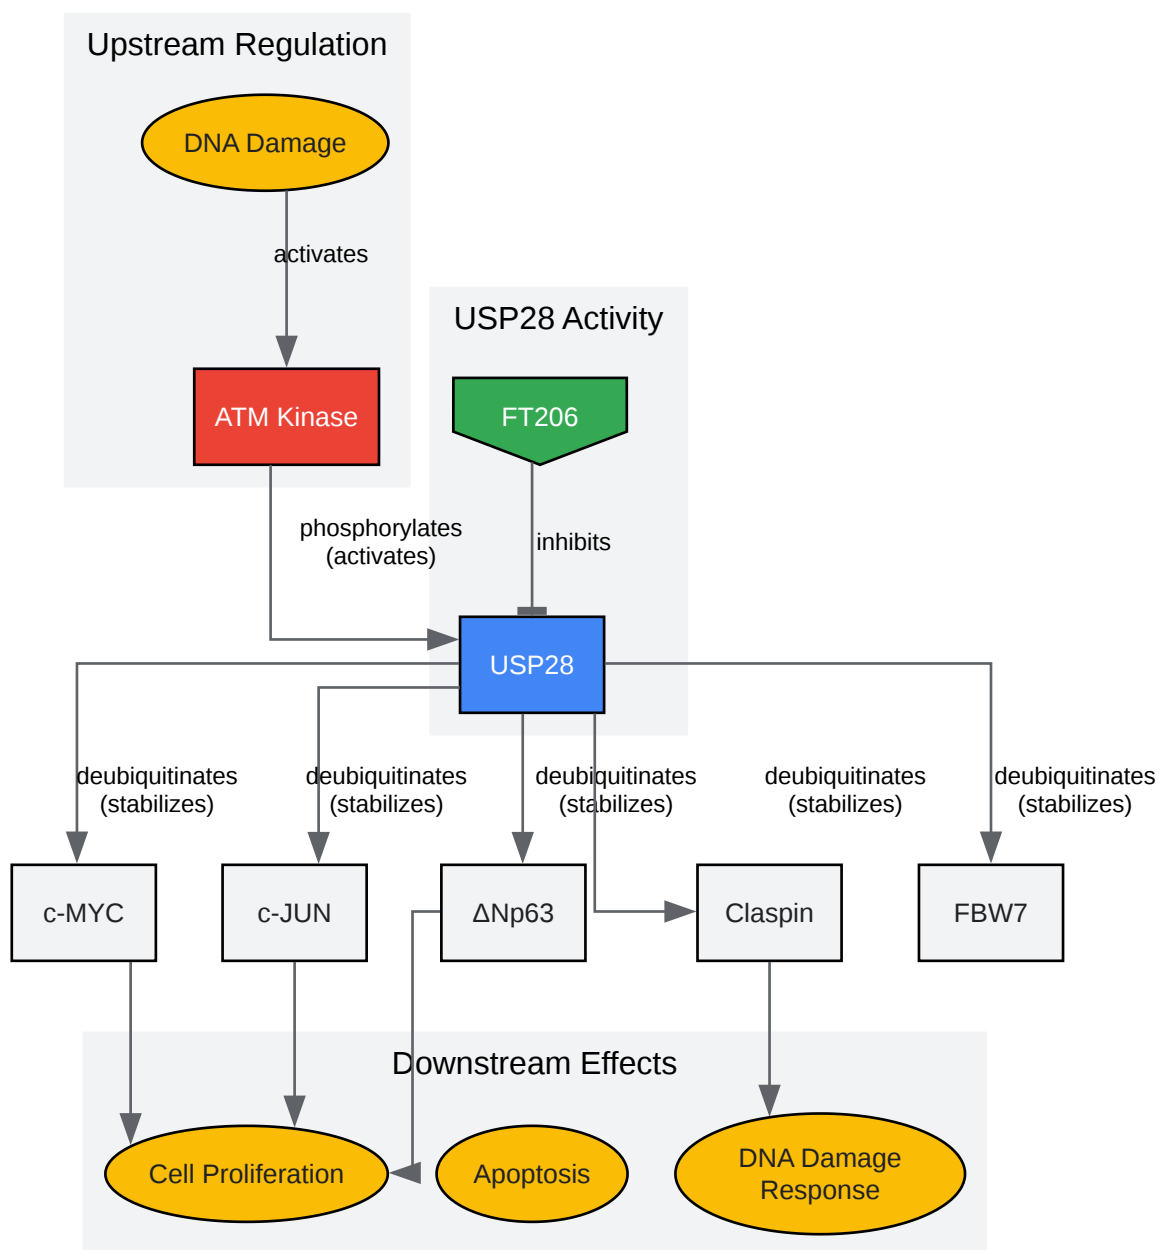 Upstream Regulation
DNA Damage
activates
USP28 Activity
ATM Kinase
FT206
phosphorylates
(activates)
inhibits
USP28
deubiquitinates
(stabilizes)
deubiquitinates
(stabilizes)
deubiquitinates
(stabilizes)
deubiquitinates
(stabilizes)
deubiquitinates
(stabilizes)
c-MYC
c-JUN
ΔNp63
Claspin
FBW7
Downstream Effects
Cell Proliferation
Apoptosis
DNA Damage
Response